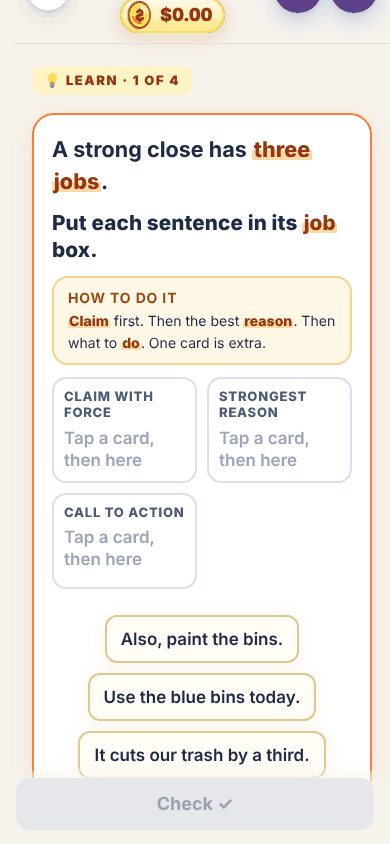 $0.00
💡 LEARN · 1 OF 4
A strong close has three
jobs.
Put each sentence in its job
box.
HOW TO DO IT
Claim first. Then the best reason. Then
what to do. One card is extra.
CLAIM WITH
FORCE
Tap a card,
then here
STRONGEST
REASON
Tap a card,
then here
CALL TO ACTION
Tap a card,
then here
Also, paint the bins.
Use the blue bins today.
It cuts our trash by a third.
Check ✓